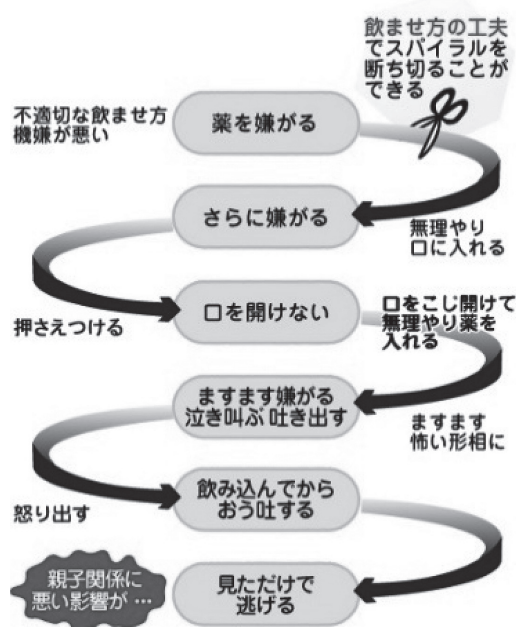 飲ませ方の工夫
でスパイラルを
断ち切ることが
できる
不適切な飲ませ方
機嫌が悪い
薬を嫌がる
さらに嫌がる
無理やり
口に入れる
押さえつける
口を開けない
口をこじ開けて
無理やり薬を
入れる
ますます嫌がる
泣き叫ぶ 吐き出す
ますます
怖い形相に
怒り出す
飲み込んでから
おう吐する
親子関係に
悪い影響が…
見ただけで
逃げる